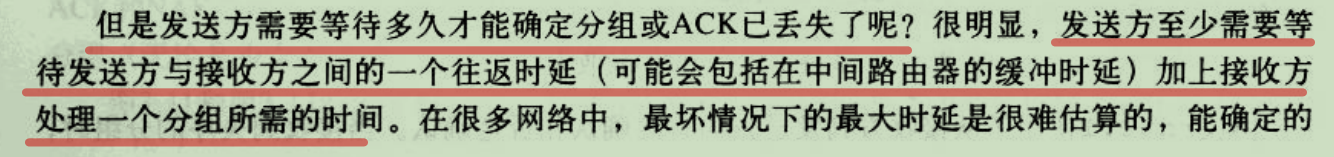 但是发送方需要等待多久才能确定分组或ACK已丢失了呢？很明显，发送方至少需要等
待发送方与接收方之间的一个往返时延（可能会包括在中间路由器的缓冲时延）加上接收方
处理一个分组所需的时间。在很多网络中，最坏情况下的最大时延是很难估算的，能确定的